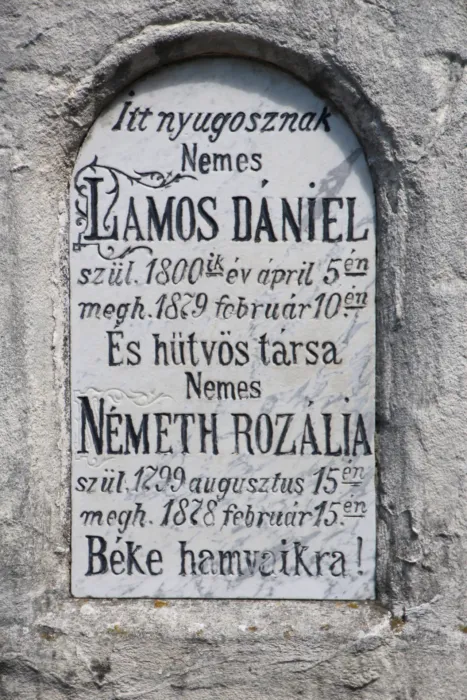 Itt nyugosznak
Nemes
LAMOS DÁNIEL
szül. 1800ik év ápril 5én
megh. 1879 február 10én
És hütvös társa
Nemes
NÉMETH ROZÁLIA
szül. 1799 augusztus 15én
megh. 1878 február 15én
Béke hamvaikra!